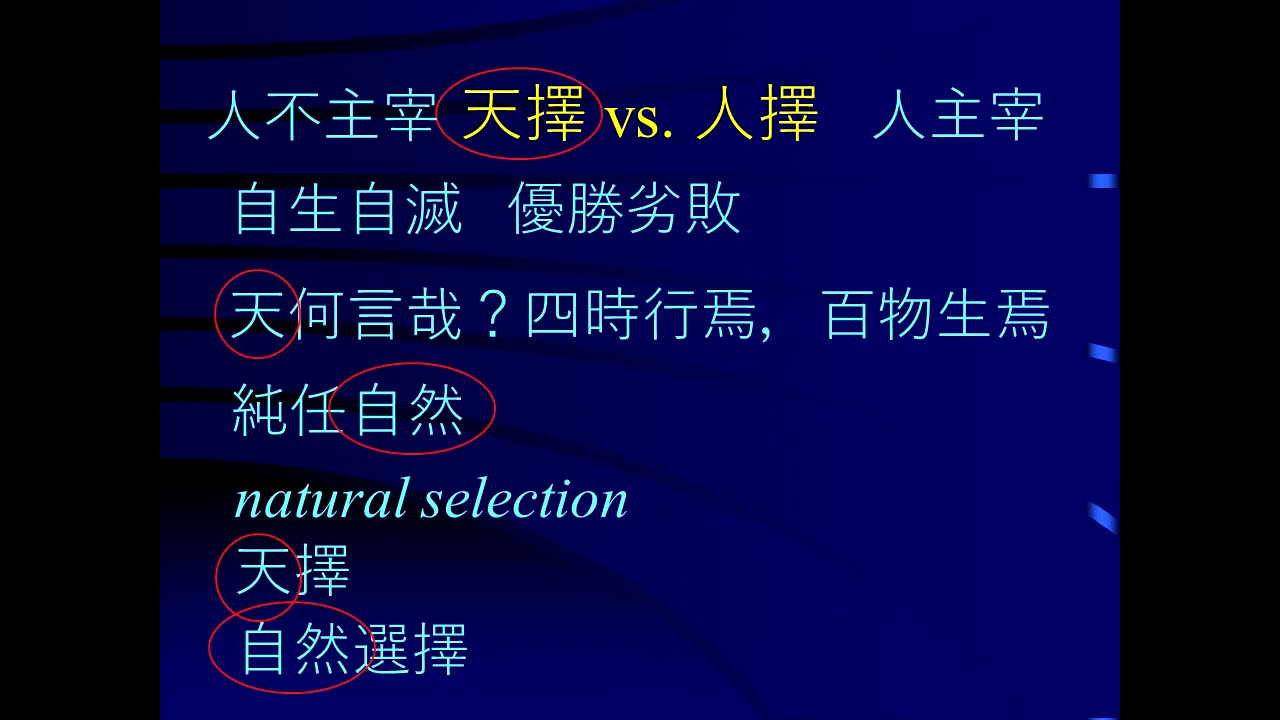 人不主宰 天擇 vs. 人擇 人主宰
自生自滅 優勝劣敗
天何言哉？四時行焉, 百物生焉
純任自然
natural selection
天擇
自然選擇